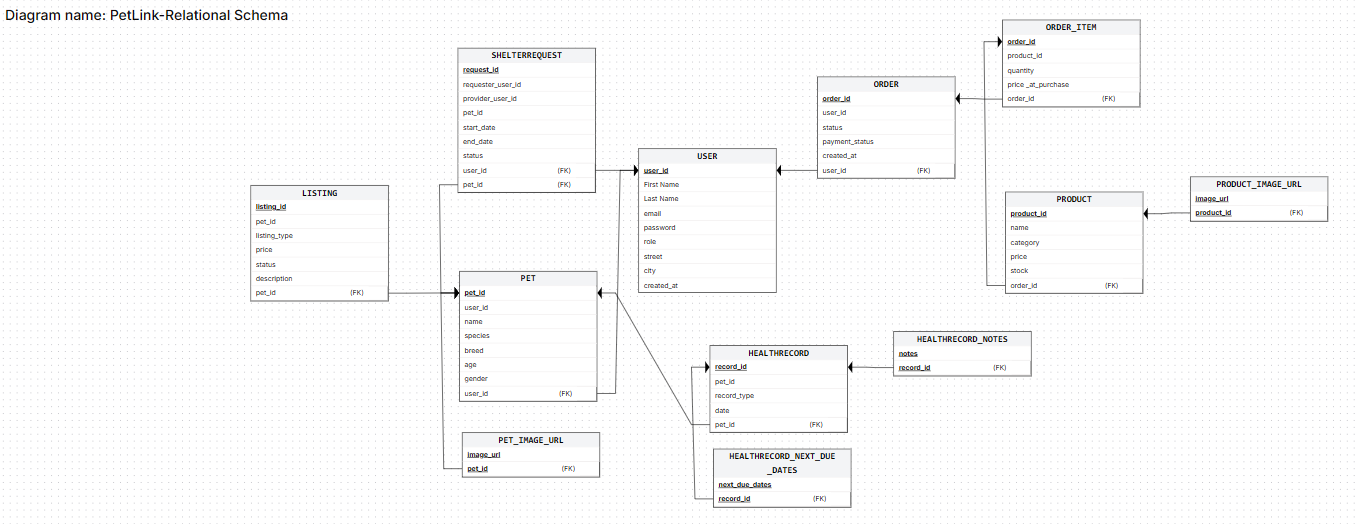 Diagram name: PetLink-Relational Schema
SHELTERREQUEST
request_id
requester_user_id
provider_user_id
pet_id
start_date
end_date
status
user_id (FK)
pet_id (FK)
LISTING
listing_id
pet_id
listing_type
price
status
description
pet_id (FK)
PET
pet_id
user_id
name
species
breed
age
gender
user_id (FK)
PET_IMAGE_URL
image_url
pet_id (FK)
USER
user_id
First Name
Last Name
email
password
role
street
city
created_at
ORDER
order_id
user_id
status
payment_status
created_at
user_id (FK)
ORDER_ITEM
order_id
product_id
quantity
price _at_purchase
order_id (FK)
PRODUCT
product_id
name
category
price
stock
order_id (FK)
PRODUCT_IMAGE_URL
image_url
product_id (FK)
HEALTHRECORD
record_id
pet_id
record_type
date
pet_id (FK)
HEALTHRECORD_NOTES
notes
record_id (FK)
HEALTHRECORD_NEXT_DUE
_DATES
next_due_dates
record_id (FK)